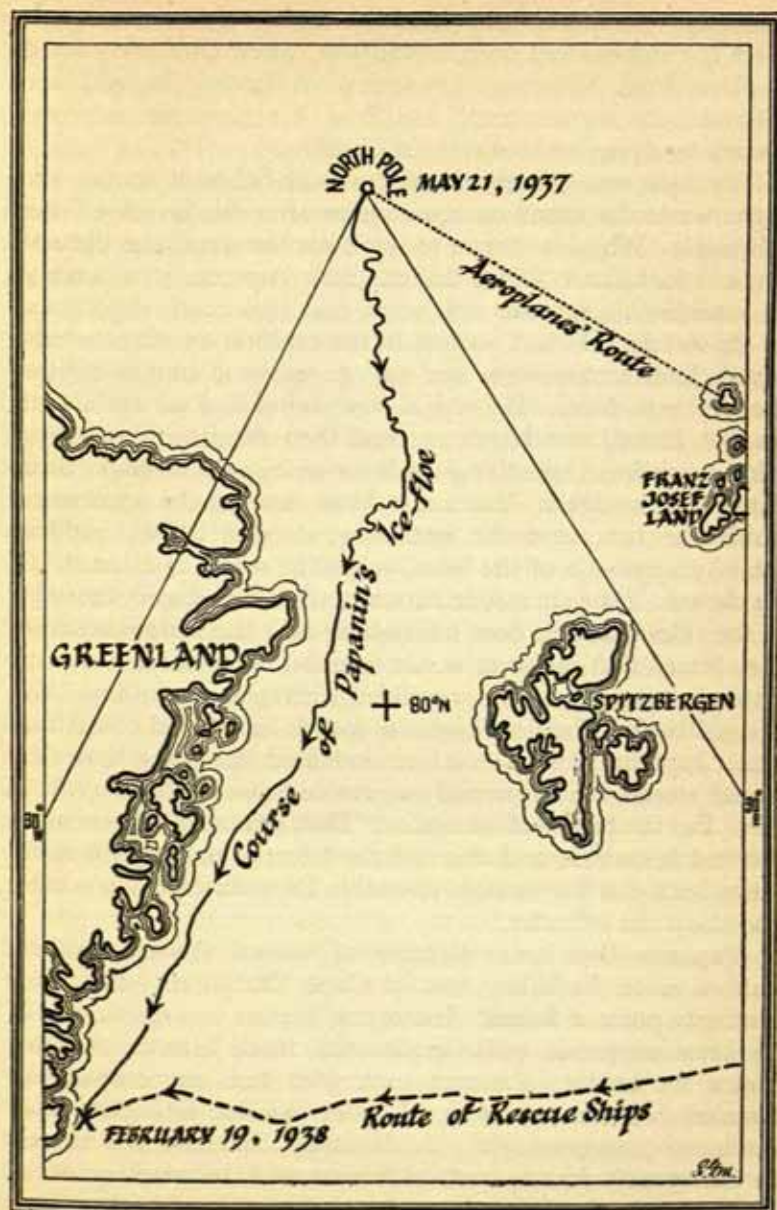 NORTH POLE
MAY 21, 1937
Aeroplanes' Route
FRANZ
JOSEF
LAND
Course of Papanin's Ice-floe
GREENLAND
SPITZBERGEN
80°N
FEBRUARY 19, 1938
Route of Rescue Ships